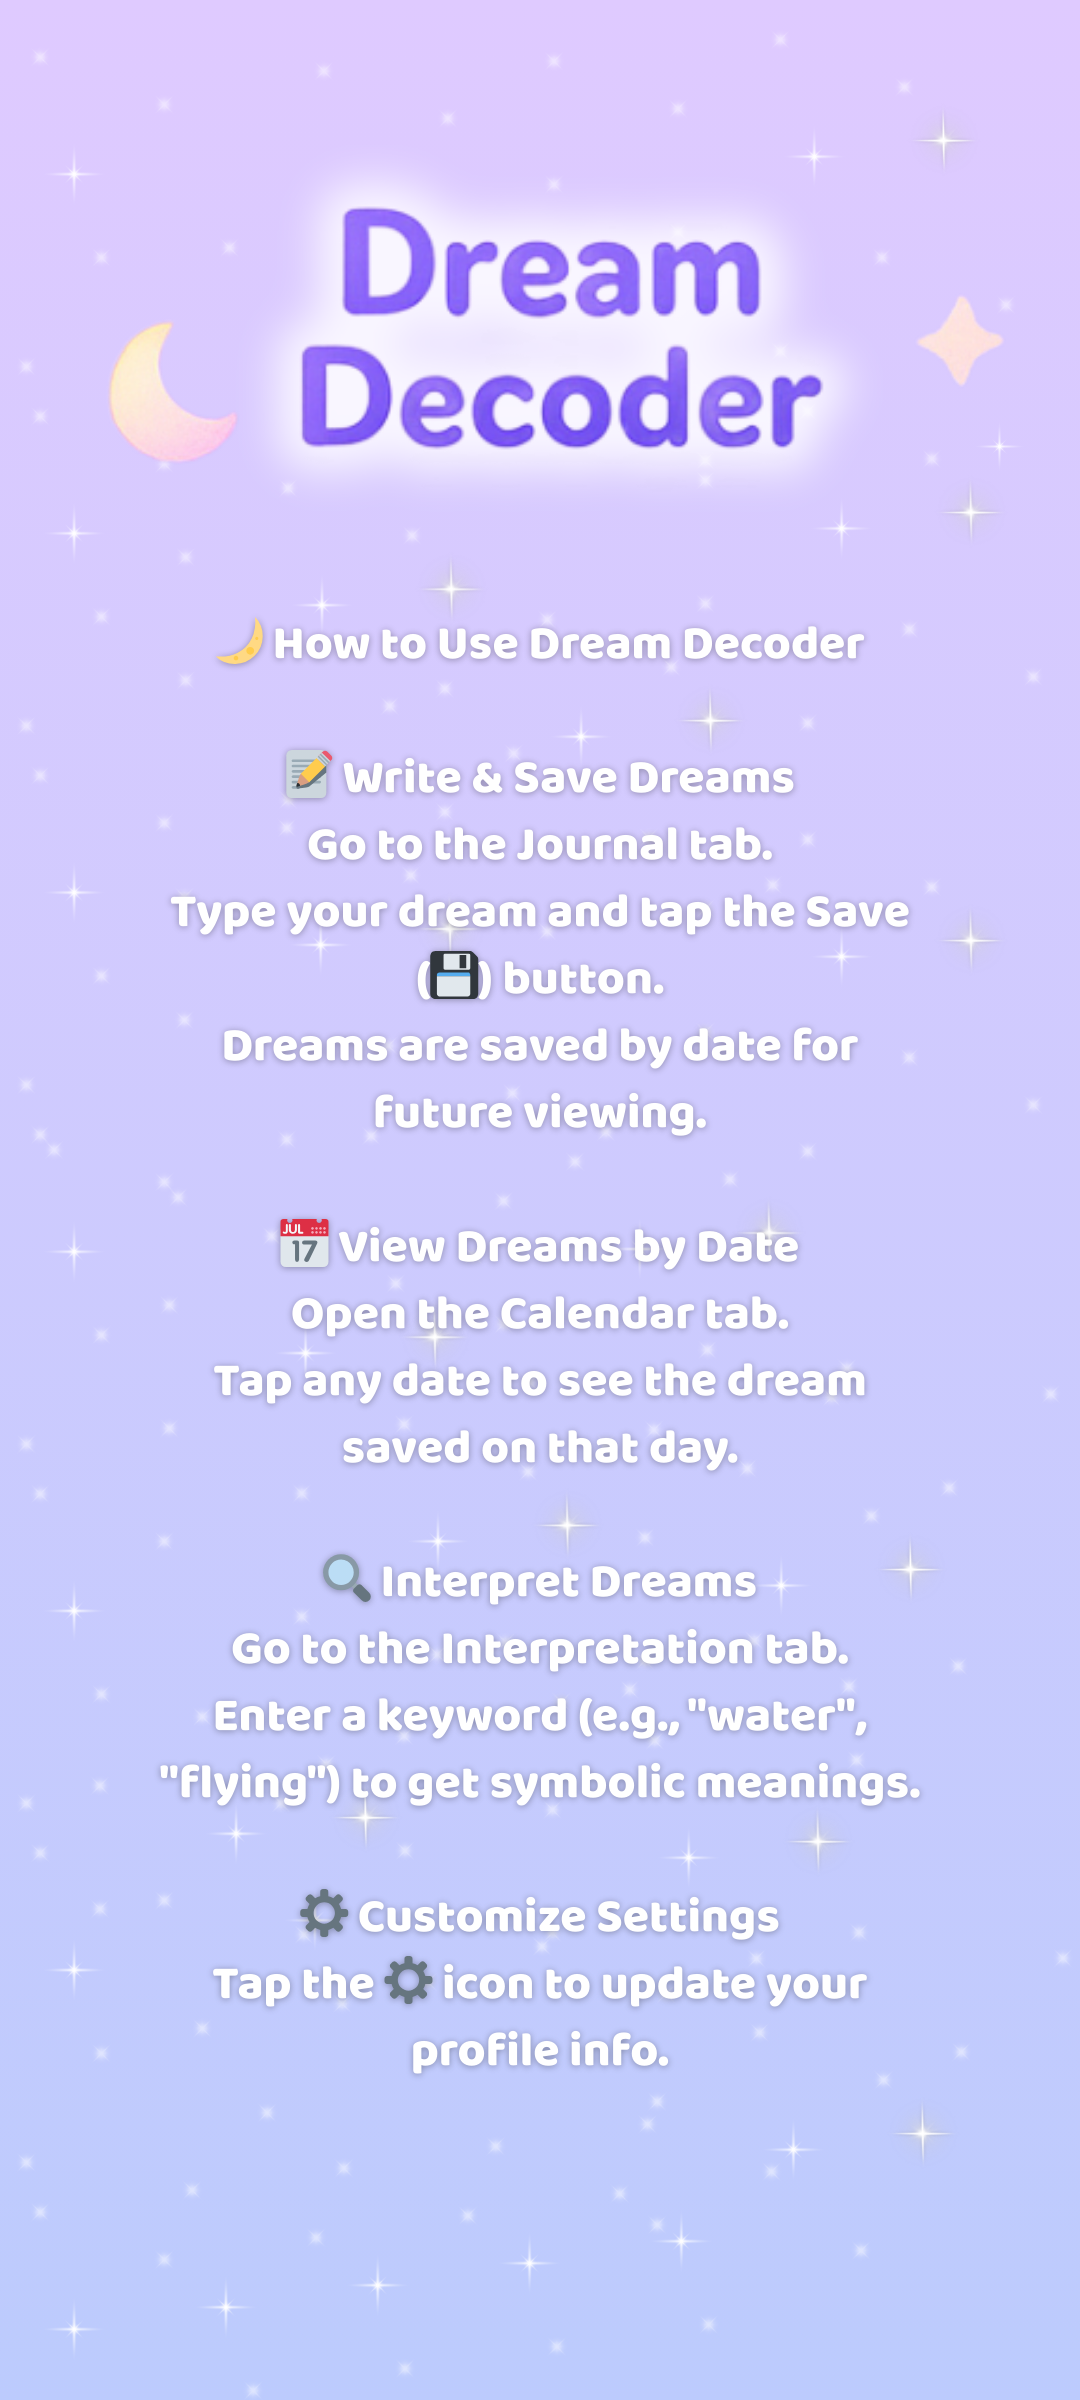 Dream
Decoder
🌙 How to Use Dream Decoder
📝 Write & Save Dreams
Go to the Journal tab.
Type your dream and tap the Save
(💾) button.
Dreams are saved by date for
future viewing.
📅 View Dreams by Date
Open the Calendar tab.
Tap any date to see the dream
saved on that day.
🔍 Interpret Dreams
Go to the Interpretation tab.
Enter a keyword (e.g., "water",
"flying") to get symbolic meanings.
⚙️ Customize Settings
Tap the ⚙️ icon to update your
profile info.